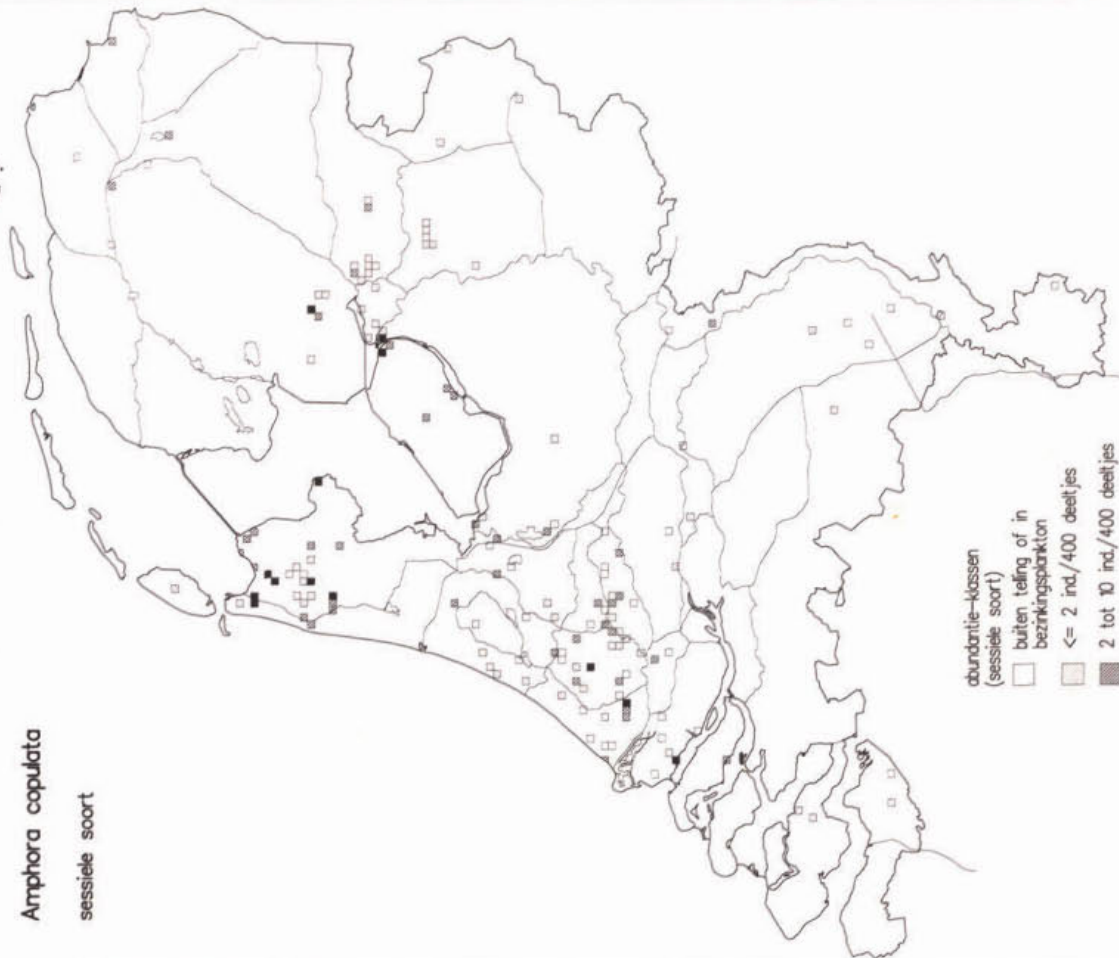 Amphora copulata
sessiele soort
abundantie-klassen
(sessiele soort)
buiten telling of in
bezinkingsplankton
<= 2 ind./400 deeltjes
2 tot 10 ind/400 deeltjes